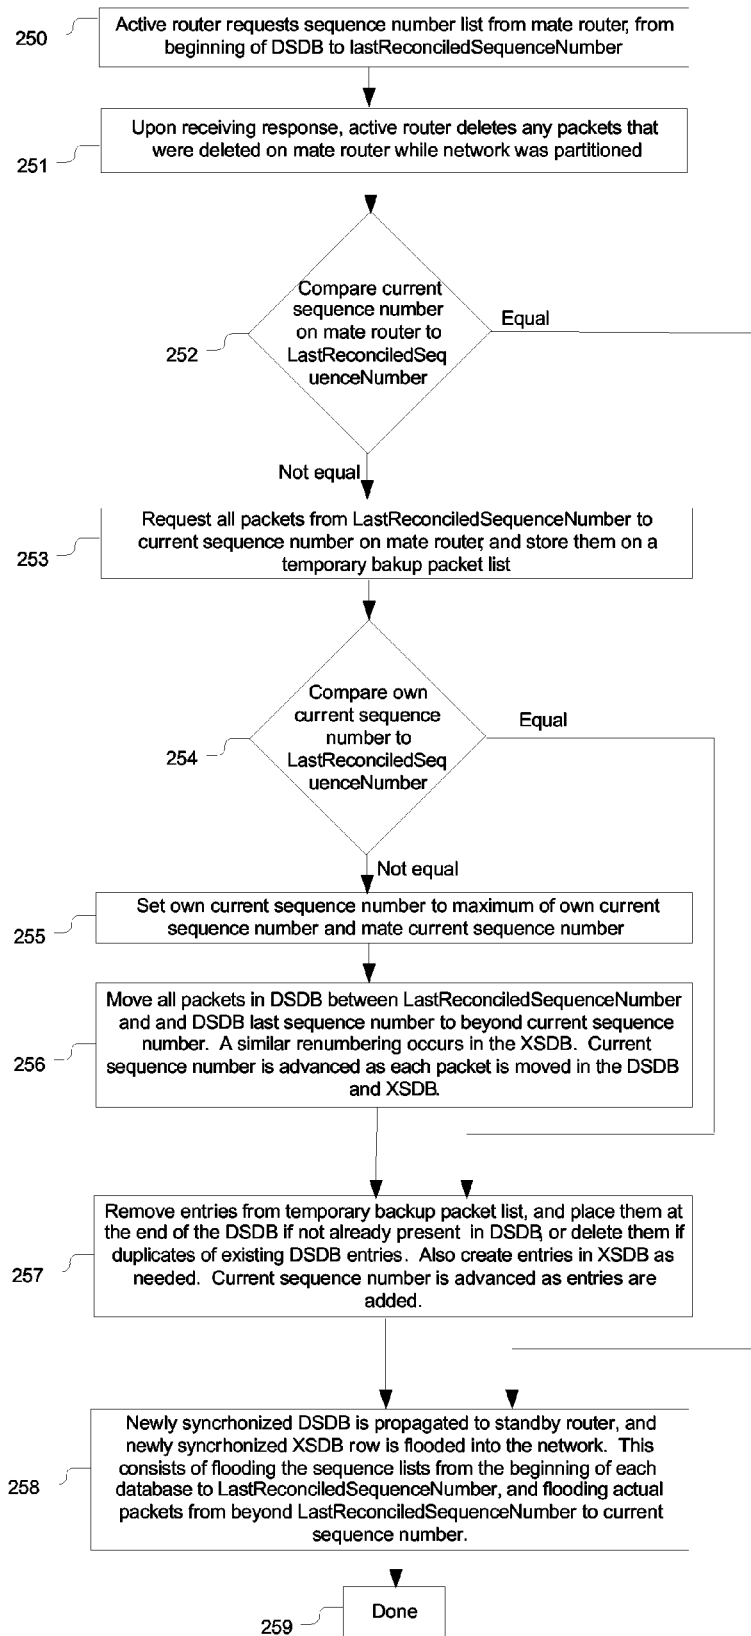 250
Active router requests sequence number list from mate router, from
beginning of DSDB to lastReconciledSequenceNumber
Upon receiving response, active router deletes any packets that
were deleted on mate router while network was partitioned
251
Compare current
sequence number
on mate router to
LastReconciledSeq
uenceNumber
252
Equal
Not equal
Request all packets from LastReconciledSequenceNumber to
current sequence number on mate router, and store them on a
temporary bakup packet list
253
Compare own
current sequence
number to
LastReconciledSeq
uenceNumber
254
Equal
Not equal
Set own current sequence number to maximum of own current
sequence number and mate current sequence number
255
Move all packets in DSDB between LastReconciledSequenceNumber
and and DSDB last sequence number to beyond current sequence
number. A similar renumbering occurs in the XSDB. Current
sequence number is advanced as each packet is moved in the DSDB
and XSDB.
256
Remove entries from temporary backup packet list, and place them at
the end of the DSDB if not already present in DSDB, or delete them if
duplicates of existing DSDB entries. Also create entries in XSDB as
needed. Current sequence number is advanced as entries are
added.
257
Newly syncrhonized DSDB is propagated to standby router, and
newly syncrhonized XSDB row is flooded into the network. This
consists of flooding the sequence lists from the beginning of each
database to LastReconciledSequenceNumber, and flooding actual
packets from beyond LastReconciledSequenceNumber to current
sequence number.
258
Done
259